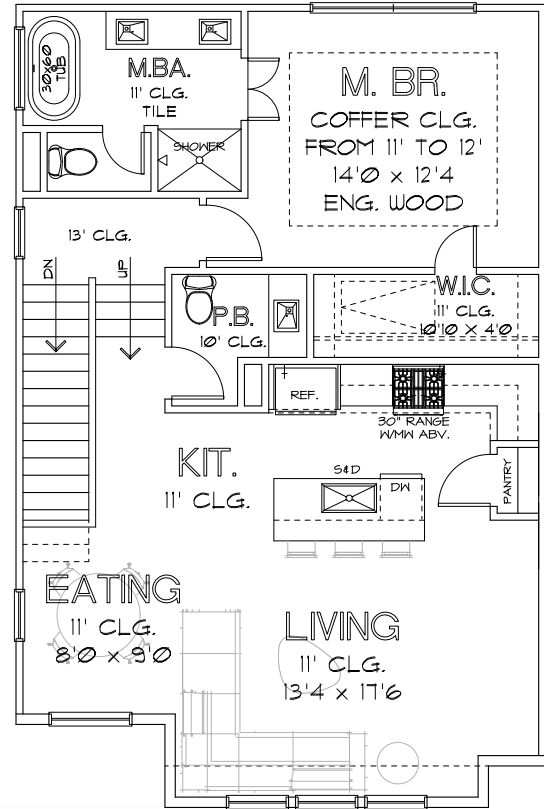 30x60
TUB
M.BA.
11' CLG.
TILE
SHOWER
M. BR.
COFFER CLG.
FROM 11' TO 12'
14'0 x 12'4
ENG. WOOD
13' CLG.
DN
UP
P.B.
10' CLG.
W.I.C.
11' CLG.
10'10 x 4'0
REF.
30" RANGE
W/MW ABV.
KIT.
11' CLG.
S&D
DW
PANTRY
EATING
11' CLG.
8'0 x 9'0
LIVING
11' CLG.
13'4 x 17'6